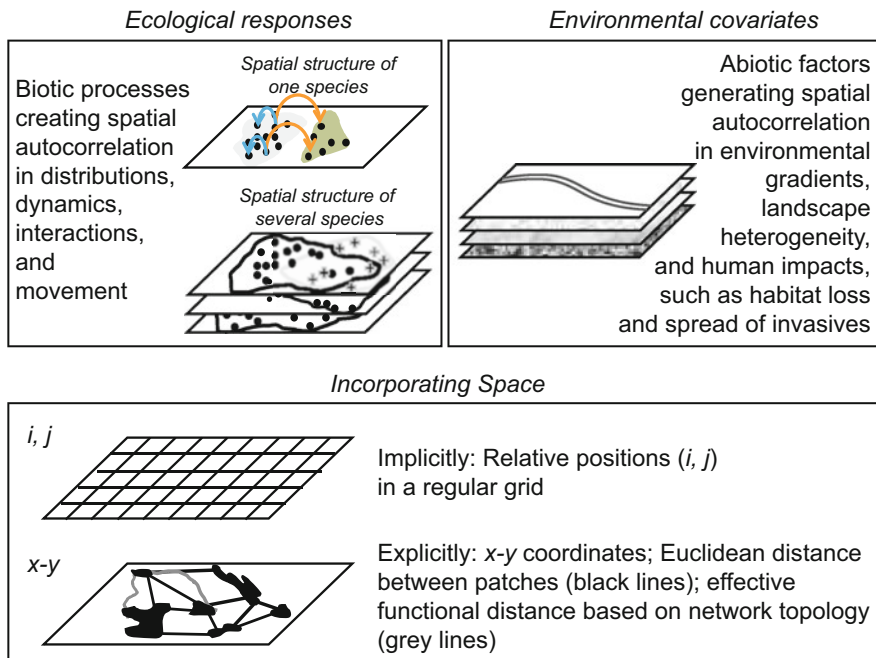 Ecological responses
Biotic processes
creating spatial
autocorrelation
in distributions,
dynamics,
interactions,
and
movement
Spatial structure of
one species
Spatial structure of
several species
Environmental covariates
Abiotic factors
generating spatial
autocorrelation
in environmental
gradients,
landscape
heterogeneity,
and human impacts,
such as habitat loss
and spread of invasives
Incorporating Space
i, j
Implicitly: Relative positions (i, j)
in a regular grid
x-y
Explicitly: x-y coordinates; Euclidean distance
between patches (black lines); effective
functional distance based on network topology
(grey lines)